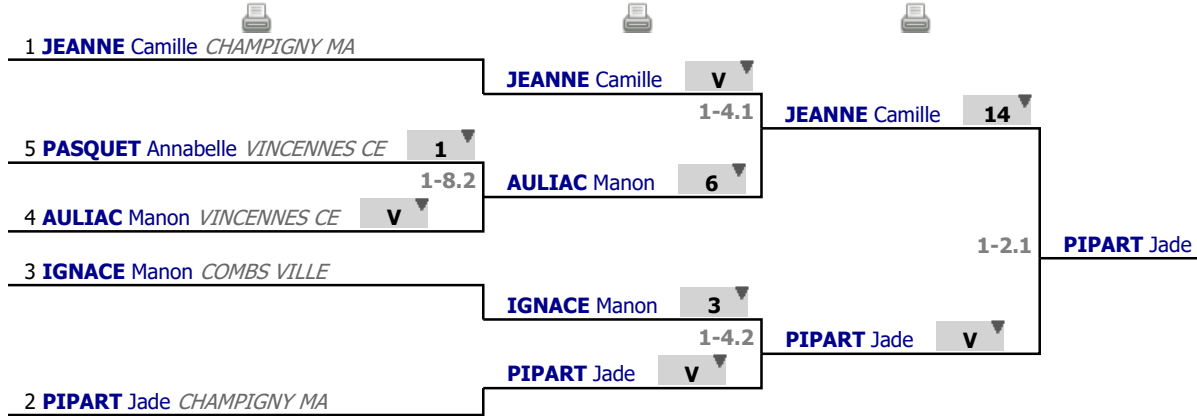 1 JEANNE Camille CHAMPIGNY MA
JEANNE Camille V
1-4.1
JEANNE Camille 14
5 PASQUET Annabelle VINCENNES CE 1
1-8.2
AULIAC Manon 6
4 AULIAC Manon VINCENNES CE V
1-2.1
PIPART Jade
3 IGNACE Manon COMBS VILLE
IGNACE Manon 3
1-4.2
PIPART Jade V
PIPART Jade V
2 PIPART Jade CHAMPIGNY MA